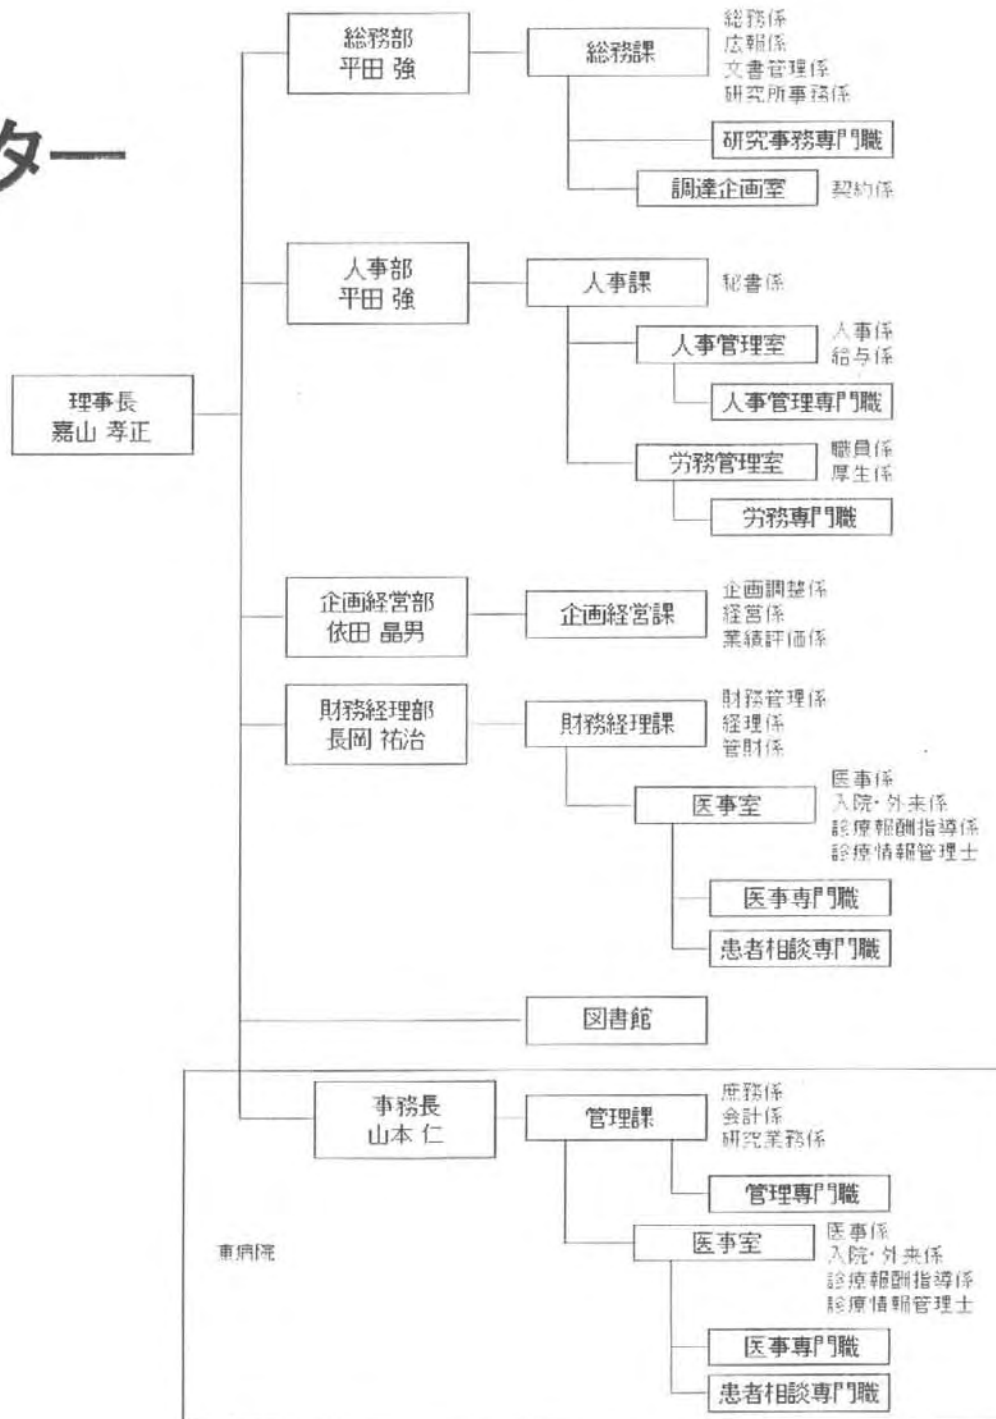 ター
理事長
嘉山 孝正
総務部
平田 強
総務課
総務係
広報係
文書管理係
研究所事務係
研究事務専門職
調達企画室
契約係
人事部
平田 強
人事課
秘書係
人事管理室
人事係
給与係
人事管理専門職
労務管理室
職員係
厚生係
労務専門職
企画経営部
依田 晶男
企画経営課
企画調整係
経営係
業績評価係
財務経理部
長岡 祐治
財務経理課
財務管理係
経理係
管財係
医事室
医事係
入院・外来係
診療報酬指導係
診療情報管理士
医事専門職
患者相談専門職
図書館
東病院
事務長
山本 仁
管理課
庶務係
会計係
研究業務係
管理専門職
医事室
医事係
入院・外来係
診療報酬指導係
診療情報管理士
医事専門職
患者相談専門職